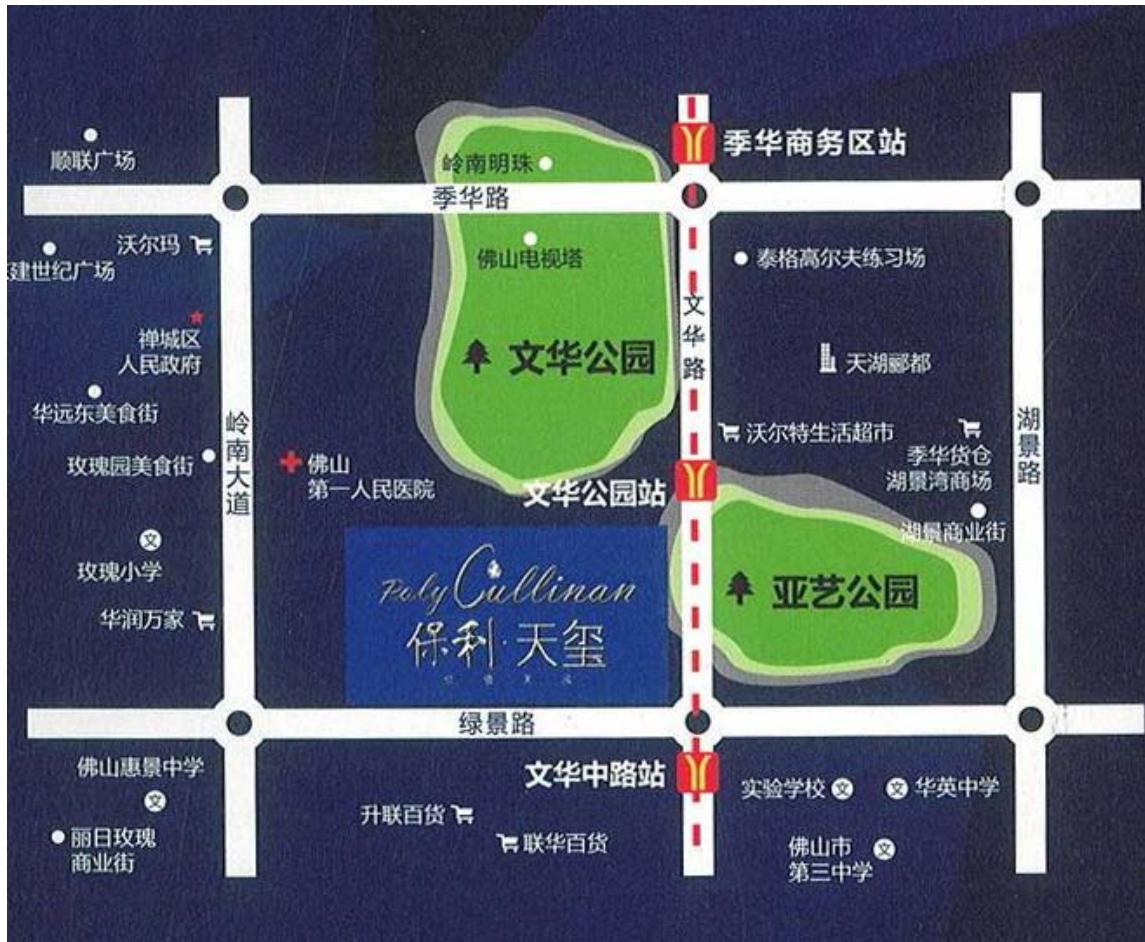 季华商务区站
顺联广场
岭南明珠
季华路
沃尔玛
建世纪广场
佛山电视塔
泰格高尔夫练习场
禅城区
人民政府
文华路
文华公园
天湖郦都
华远东美食街
岭南大道
湖景路
沃尔特生活超市
玫瑰园美食街
佛山
第一人民医院
季华货仓
湖景湾商场
文华公园站
湖景商业街
文
玫瑰小学
Poly Cullinan
保利·天玺
亚艺公园
华润万家
绿景路
佛山惠景中学
文
文华中路站
实验学校 文
文 华英中学
升联百货
丽日玫瑰
商业街
联华百货
佛山市
第三中学
文